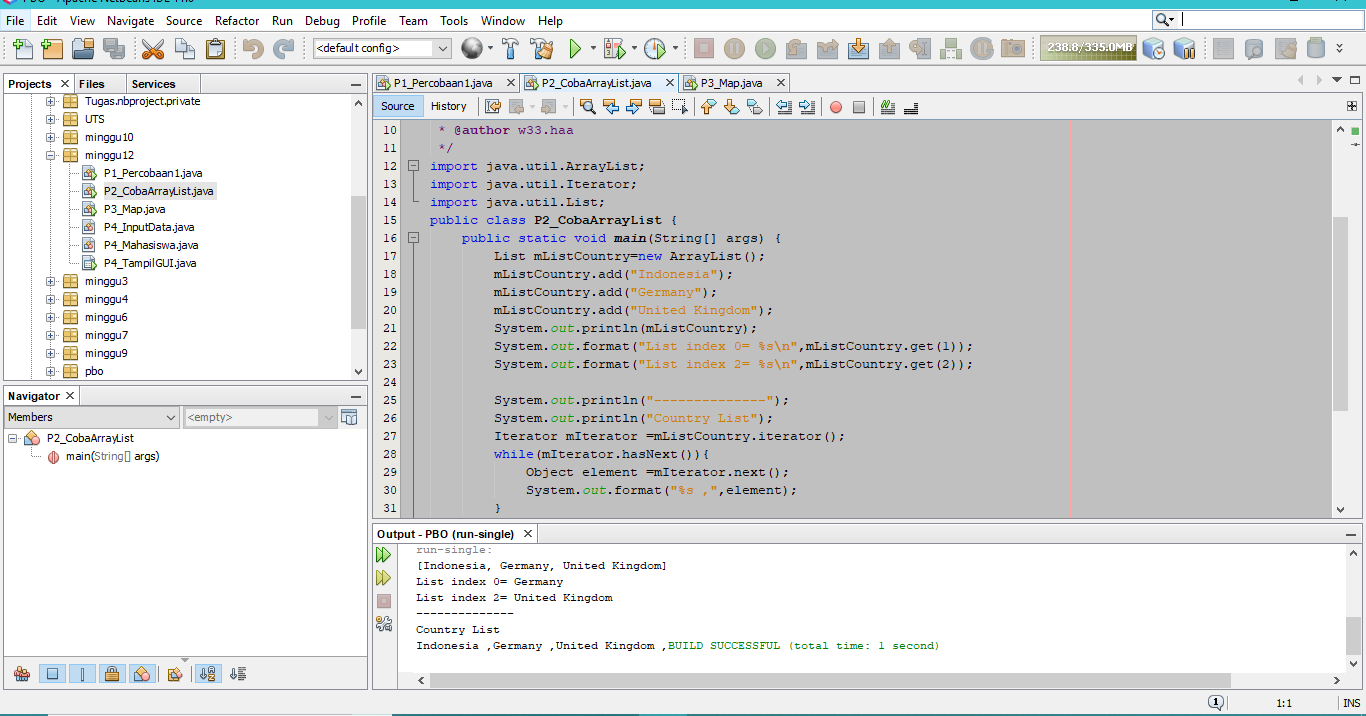 File Edit View Navigate Source Refactor Run Debug Profile Team Tools Window Help
<default config>
238.8/335.0MB
Projects Files Services
Tugas.nbproject.private
UTS
minggu10
minggu12
P1_Percobaan1.java
P2_CobaArrayList.java
P3_Map.java
P4_InputData.java
P4_Mahasiswa.java
P4_TampilGUI.java
minggu3
minggu4
minggu6
minggu7
minggu9
pbo
Navigator
Members <empty>
P2_CobaArrayList
main(String[] args)
P1_Percobaan1.java P2_CobaArrayList.java P3_Map.java
Source History
10 * @author w33.haa
11 */
12 import java.util.ArrayList;
13 import java.util.Iterator;
14 import java.util.List;
15 public class P2_CobaArrayList {
16 public static void main(String[] args) {
17 List mListCountry=new ArrayList();
18 mListCountry.add("Indonesia");
19 mListCountry.add("Germany");
20 mListCountry.add("United Kingdom");
21 System.out.println(mListCountry);
22 System.out.format("List index 0= %s\n",mListCountry.get(1));
23 System.out.format("List index 2= %s\n",mListCountry.get(2));
24
25 System.out.println("--------------");
26 System.out.println("Country List");
27 Iterator mIterator =mListCountry.iterator();
28 while(mIterator.hasNext()){
29 Object element =mIterator.next();
30 System.out.format("%s ,",element);
31 }
Output - PBO (run-single)
run-single:
[Indonesia, Germany, United Kingdom]
List index 0= Germany
List index 2= United Kingdom
--------------
Country List
Indonesia ,Germany ,United Kingdom ,BUILD SUCCESSFUL (total time: 1 second)
1 1:1 INS